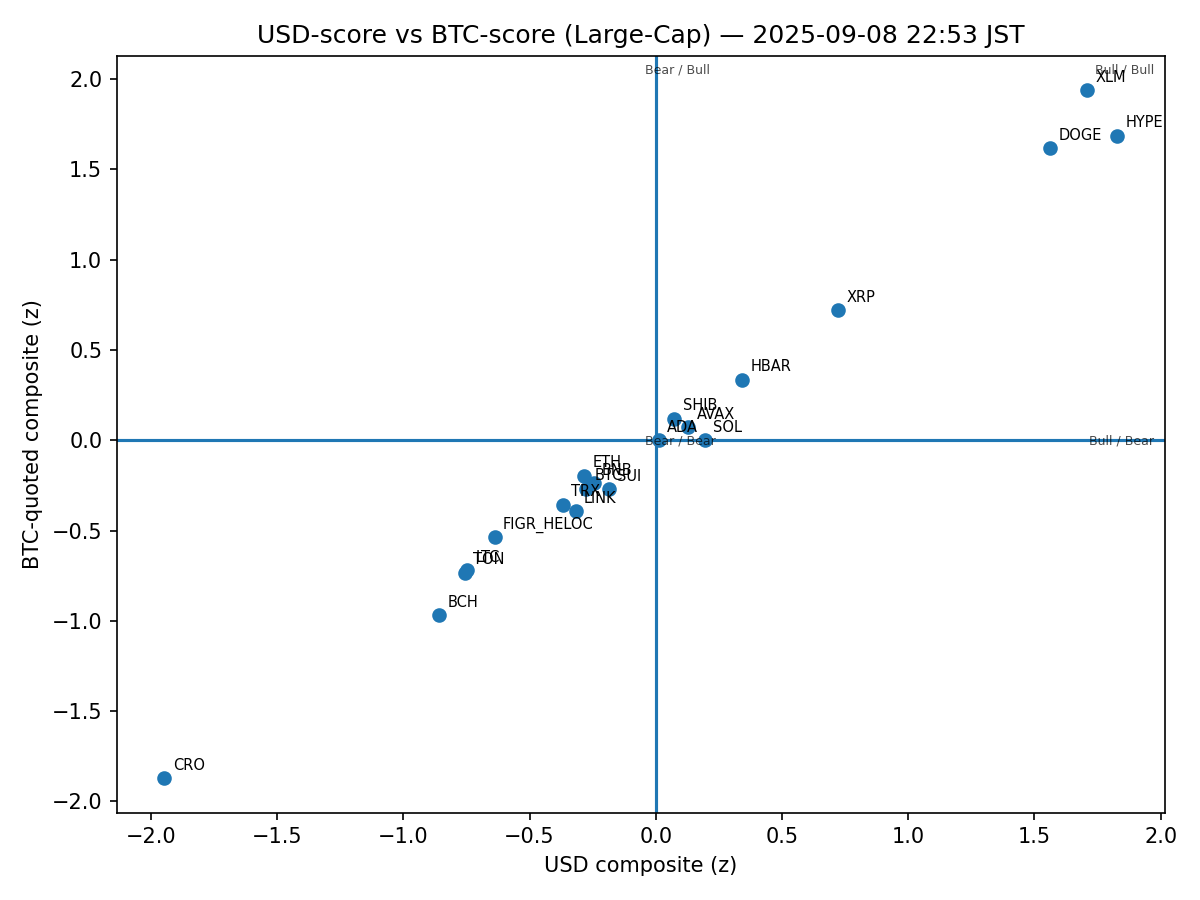 USD-score vs BTC-score (Large-Cap) — 2025-09-08 22:53 JST
Bear / Bull
Bull / Bull
XLM
HYPE
DOGE
XRP
HBAR
SHIB
AVAX
ADA
SOL
Bear / Bear
Bull / Bear
ETH
BNB
BTC
SUI
TRX
LINK
FIGR_HELOC
LTC
TON
BCH
CRO
2.0
1.5
1.0
0.5
0.0
−0.5
−1.0
−1.5
−2.0
BTC-quoted composite (z)
−2.0 −1.5 −1.0 −0.5 0.0 0.5 1.0 1.5 2.0
USD composite (z)